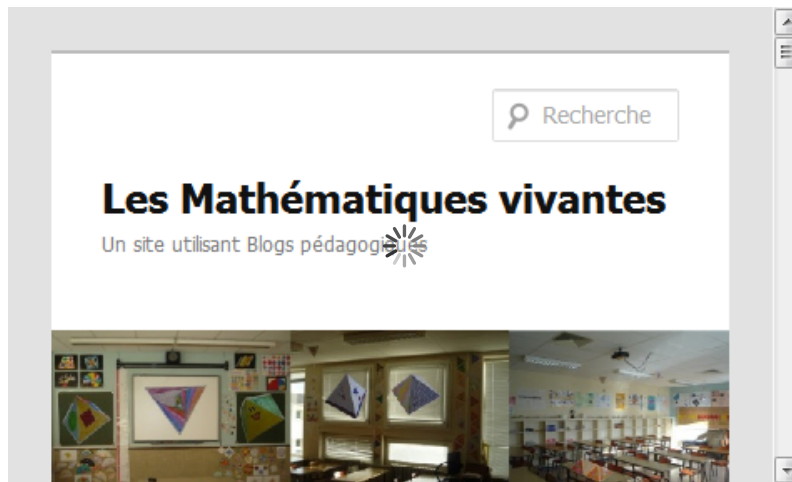 Recherche
Les Mathématiques vivantes
Un site utilisant Blogs pédagogiques